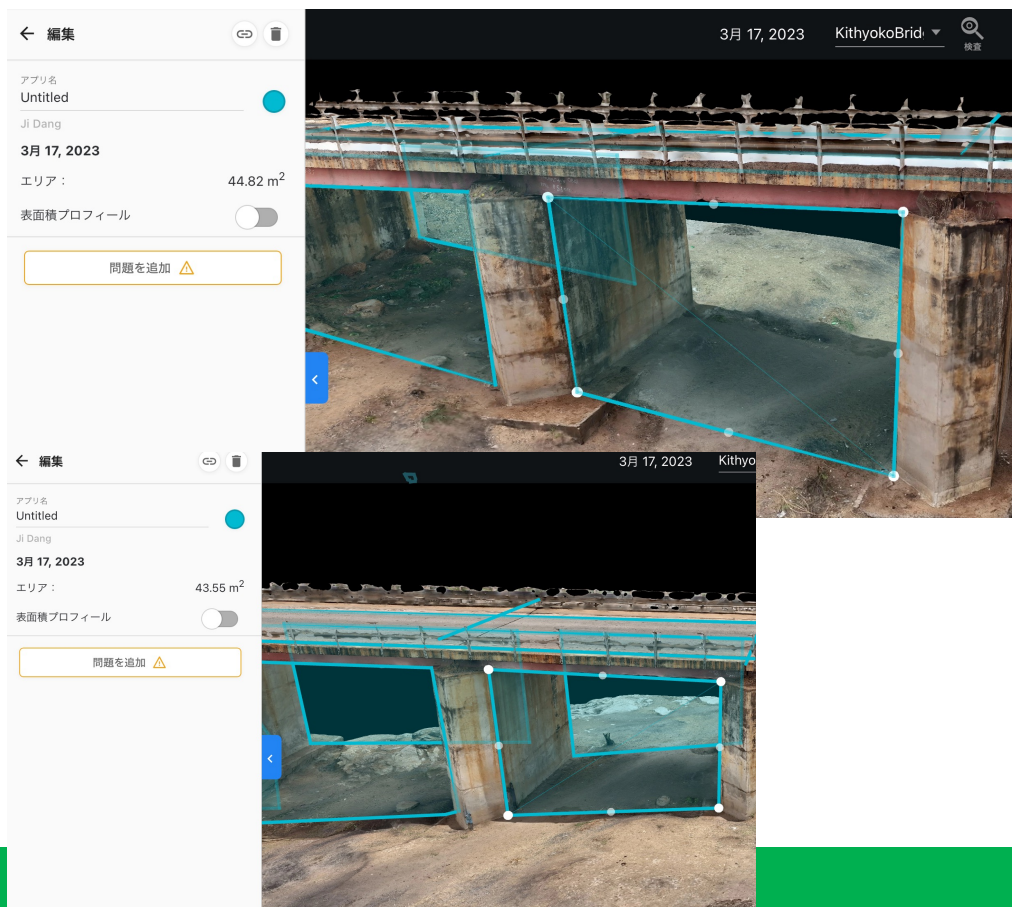 編集
アプリ名
Untitled
Ji Dang
3月 17, 2023
エリア：
44.82 m²
表面積プロフィール
問題を追加
3月 17, 2023
KithyokoBrid
検査
編集
アプリ名
Untitled
Ji Dang
3月 17, 2023
エリア：
43.55 m²
表面積プロフィール
問題を追加
3月 17, 2023
Kithyo